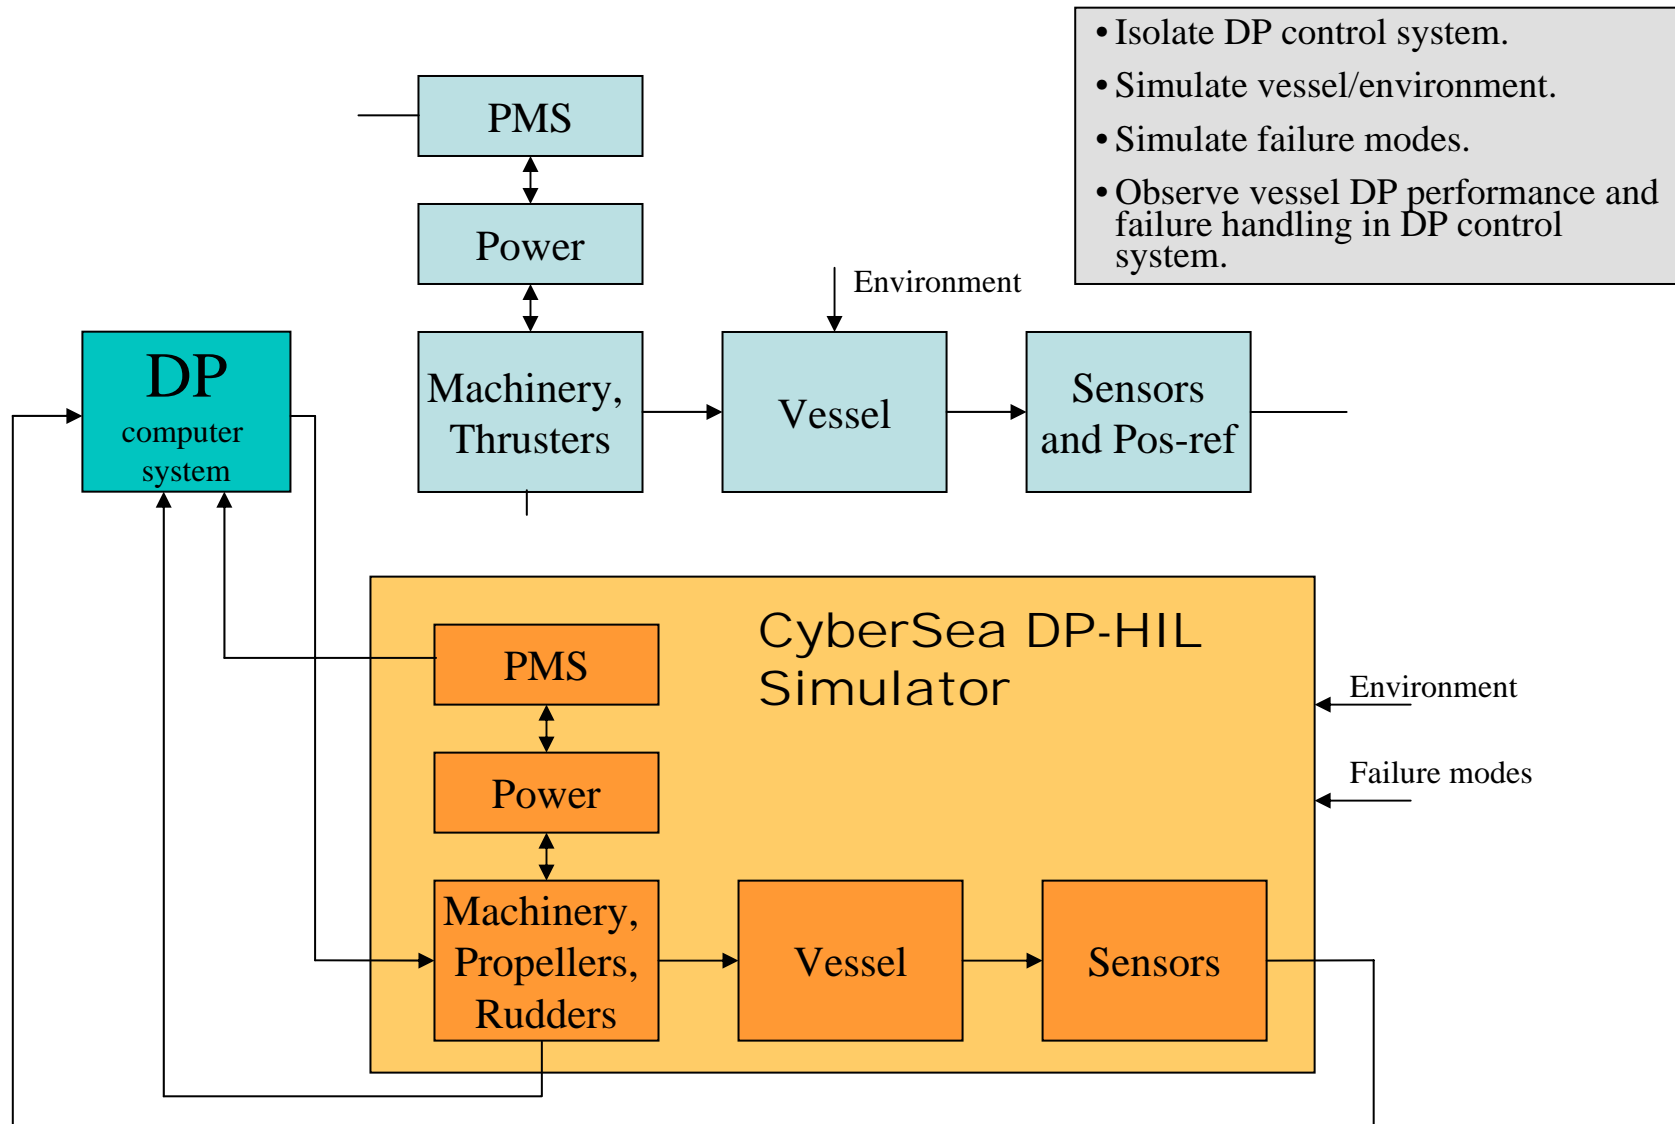 • Isolate DP control system.
• Simulate vessel/environment.
• Simulate failure modes.
• Observe vessel DP performance and
failure handling in DP control
system.
PMS
Power
Environment
DP
computer
system
Machinery,
Thrusters
Vessel
Sensors
and Pos-ref
CyberSea DP-HIL
Simulator
PMS
Environment
Power
Failure modes
Machinery,
Propellers,
Rudders
Vessel
Sensors